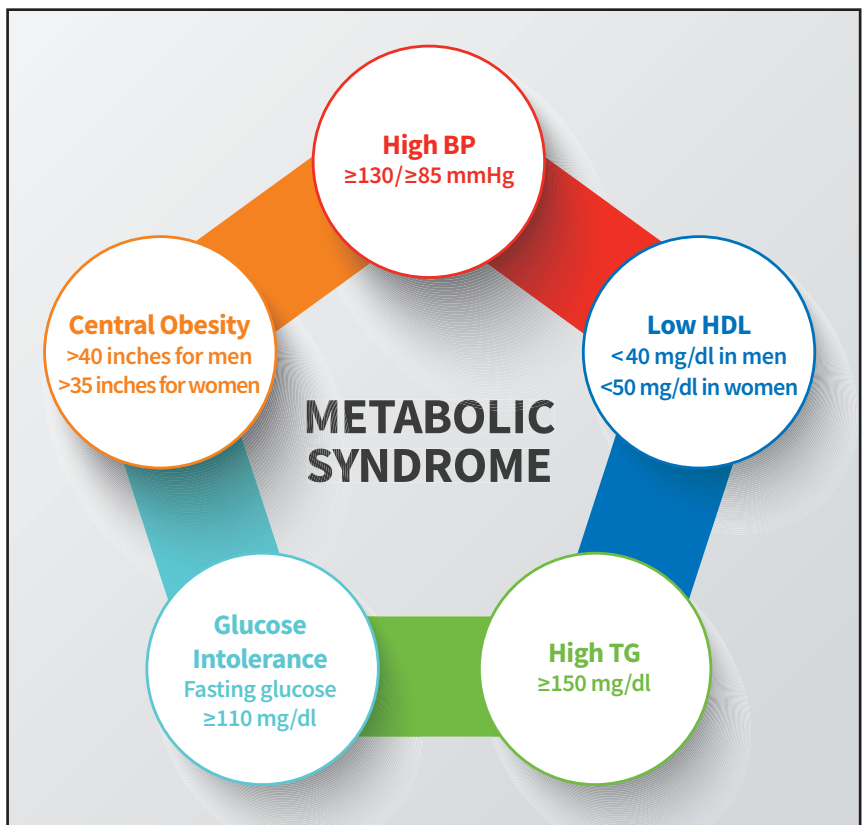 High BP
≥130/≥85 mmHg
Central Obesity
>40 inches for men
>35 inches for women
Low HDL
<40 mg/dl in men
<50 mg/dl in women
METABOLIC
SYNDROME
Glucose
Intolerance
Fasting glucose
≥110 mg/dl
High TG
≥150 mg/dl